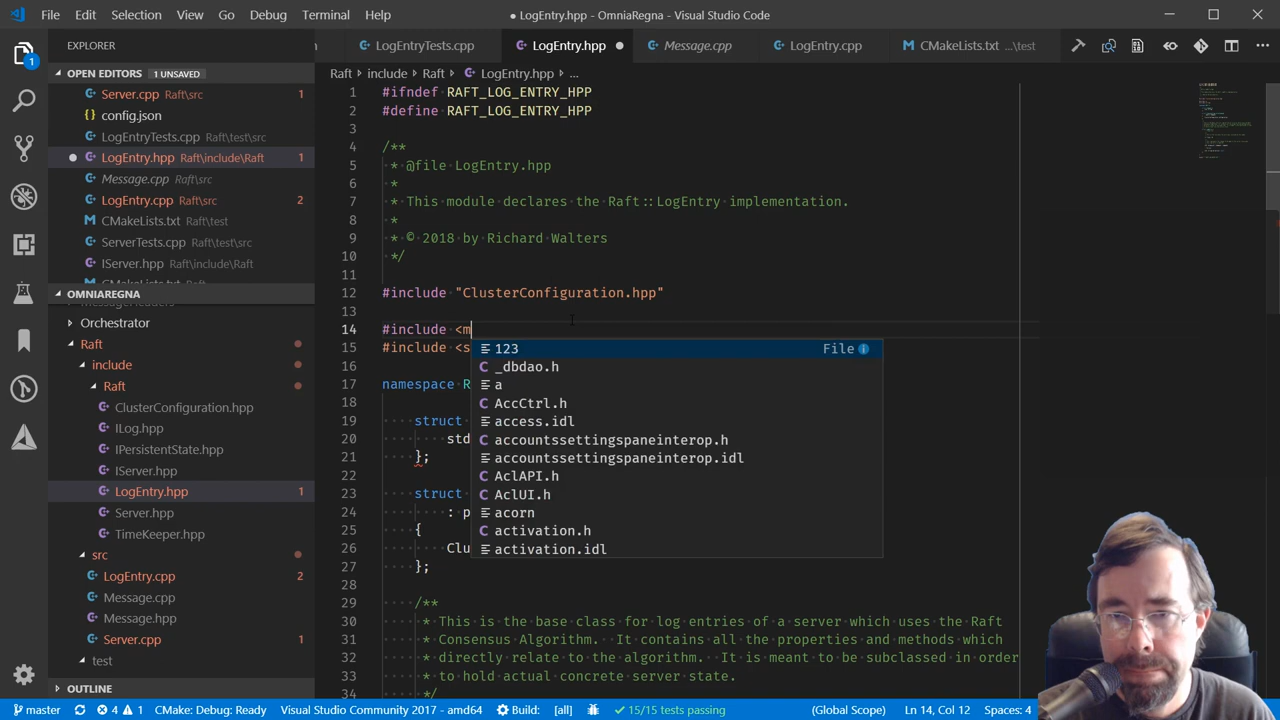 File Edit Selection View Go Debug Terminal Help
● LogEntry.hpp - OmniaRegna - Visual Studio Code
EXPLORER
LogEntryTests.cpp LogEntry.hpp Message.cpp LogEntry.cpp CMakeLists.txt ...\test
OPEN EDITORS 1 UNSAVED
Server.cpp Raft\src 1
config.json
LogEntryTests.cpp Raft\test\src
LogEntry.hpp Raft\include\Raft 1
Message.cpp Raft\src
LogEntry.cpp Raft\src 2
CMakeLists.txt Raft\test
ServerTests.cpp Raft\test\src
IServer.hpp Raft\include\Raft
OMNIAREGNA
Orchestrator
Raft
include
Raft
ClusterConfiguration.hpp
ILog.hpp
IPersistentState.hpp
IServer.hpp
LogEntry.hpp 1
Server.hpp
TimeKeeper.hpp
src
LogEntry.cpp 2
Message.cpp
Message.hpp
Server.cpp 1
test
OUTLINE
Raft › include › Raft › LogEntry.hpp › ...
1 #ifndef RAFT_LOG_ENTRY_HPP
2 #define RAFT_LOG_ENTRY_HPP
3
4 /**
5 * @file LogEntry.hpp
6 *
7 * This module declares the Raft::LogEntry implementation.
8 *
9 * © 2018 by Richard Walters
10 */
11
12 #include "ClusterConfiguration.hpp"
13
14 #include <m
15 #include <s
16
17 namespace R
18
19 struct
20 std
21 };
22
23 struct
24 : p
25 {
26 Clu
27 };
28
29 /**
30 * This is the base class for log entries of a server which uses the Raft
31 * Consensus Algorithm. It contains all the properties and methods which
32 * directly relate to the algorithm. It is meant to be subclassed in order
33 * to hold actual concrete server state.
34 */
123 File
_dbdao.h
a
AccCtrl.h
access.idl
accountssettingspaneinterop.h
accountssettingspaneinterop.idl
AclAPI.h
AclUI.h
acorn
activation.h
activation.idl
master 4 1 CMake: Debug: Ready Visual Studio Community 2017 - amd64 Build: [all] 15/15 tests passing (Global Scope) Ln 14, Col 12 Spaces: 4